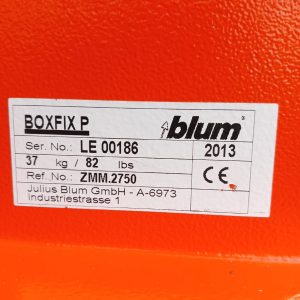 BOXFIX P
blum
Ser. No.: LE 00186
2013
37 kg / 82 lbs
Ref. No.: ZMM.2750
CE
Julius Blum GmbH - A-6973
Industriestrasse 1